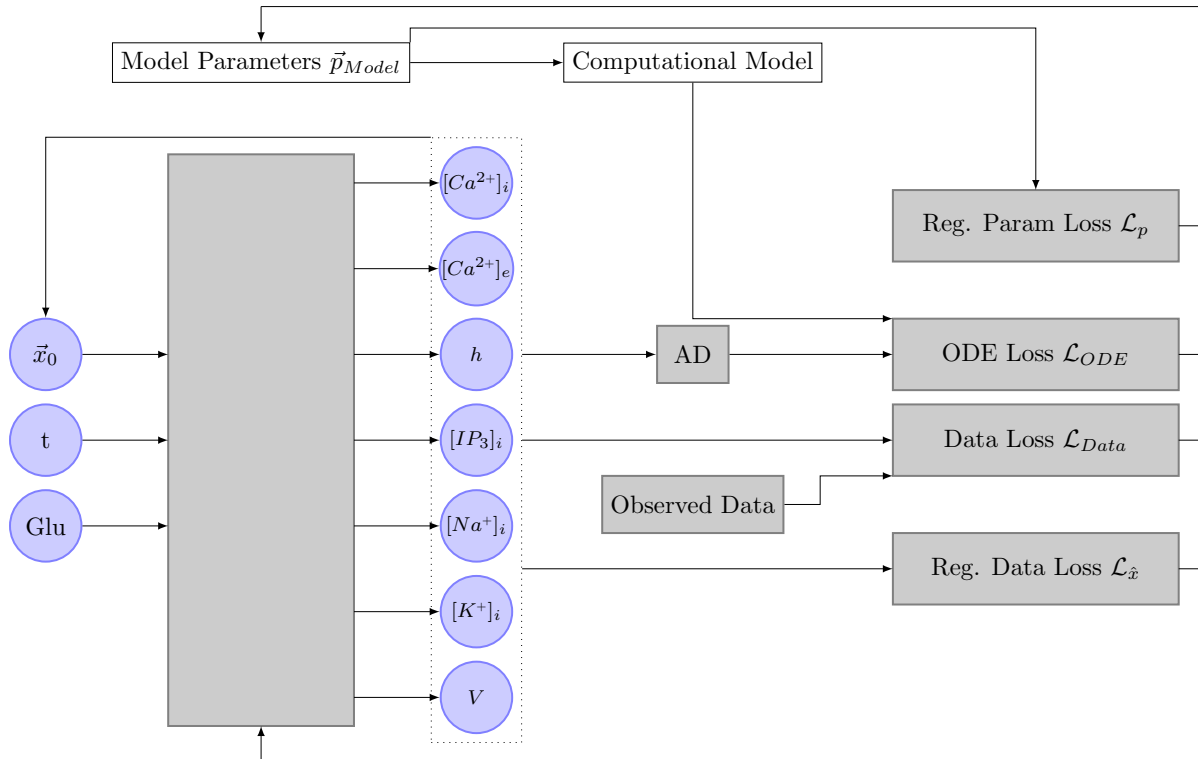 Model Parameters $\vec{p}_{Model}$
Computational Model
$[Ca^{2+}]_i$
Reg. Param Loss $\mathcal{L}_p$
$[Ca^{2+}]_e$
$\vec{x}_0$
$h$
AD
ODE Loss $\mathcal{L}_{ODE}$
t
$[IP_3]_i$
Data Loss $\mathcal{L}_{Data}$
Observed Data
Glu
$[Na^+]_i$
Reg. Data Loss $\mathcal{L}_{\hat{x}}$
$[K^+]_i$
$V$